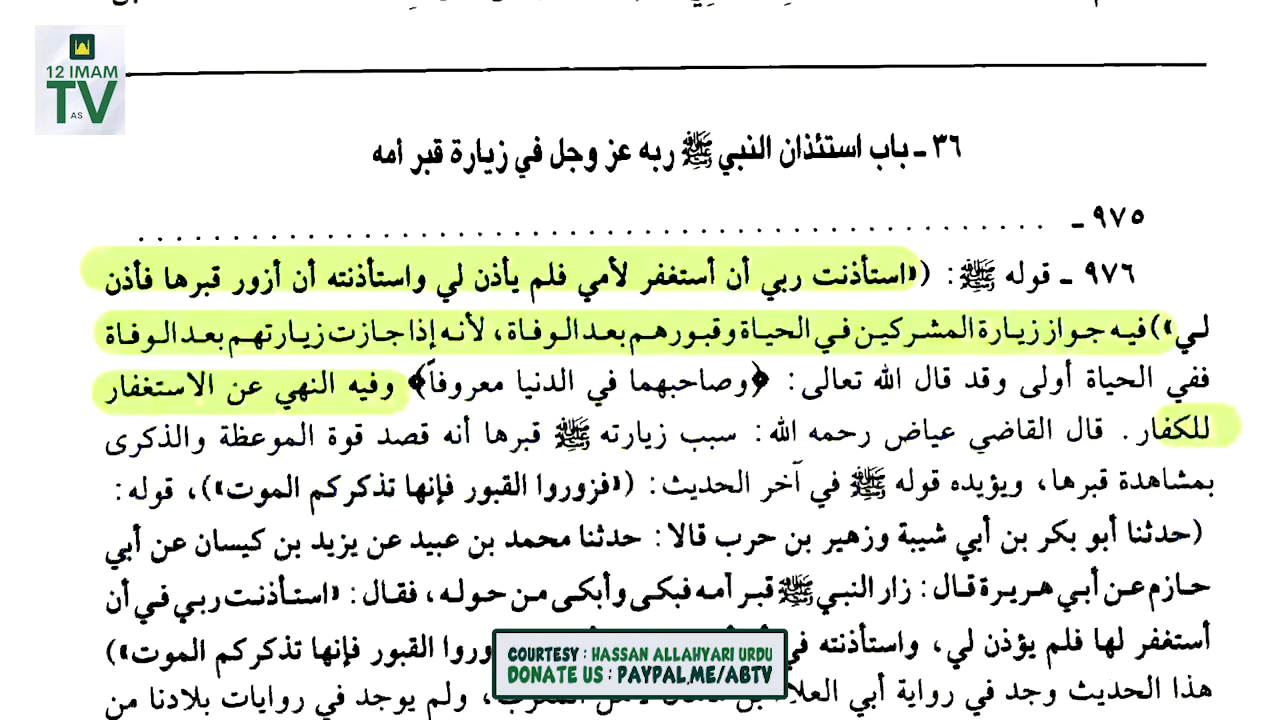 12 IMAM
TV
AS
٣٦ ـ باب استئذان النبي ﷺ ربه عز وجل في زيارة قبر أمه
٩٧٥ ـ . . . . . . . . . . . . . . . . . . . . . . . . . . . . . . . . . . . . . . . .
٩٧٦ ـ قوله ﷺ: («استأذنت ربي أن أستغفر لأمي فلم يأذن لي واستأذنته أن أزور قبرها فأذن
لي») فيه جواز زيارة المشركين في الحياة وقبورهم بعد الوفاة، لأنه إذا جازت زيارتهم بعد الوفاة
ففي الحياة أولى وقد قال الله تعالى: ﴿وصاحبهما في الدنيا معروفاً﴾ وفيه النهي عن الاستغفار
للكفار. قال القاضي عياض رحمه الله: سبب زيارته ﷺ قبرها أنه قصد قوة الموعظة والذكرى
بمشاهدة قبرها، ويؤيده قوله ﷺ في آخر الحديث: («فزوروا القبور فإنها تذكركم الموت»)، قوله:
(حدثنا أبو بكر بن أبي شيبة وزهير بن حرب قالا: حدثنا محمد بن عبيد عن يزيد بن كيسان عن أبي
حازم عن أبي هريرة قال: زار النبي ﷺ قبر أمه فبكى وأبكى من حوله، فقال: «استأذنت ربي في أن
أستغفر لها فلم يؤذن لي، واستأذنته في وروا القبور فإنها تذكركم الموت»)
هذا الحديث وجد في رواية أبي العلا ، ولم يوجد في روايات بلادنا من
COURTESY : HASSAN ALLAHYARI URDU
DONATE US : PAYPAL.ME/ABTV